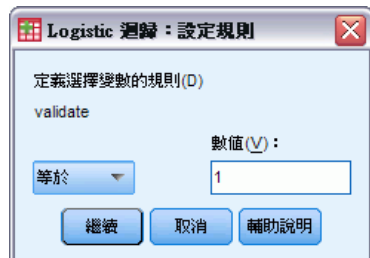 Logistic 迴歸：設定規則
定義選擇變數的規則(D)
validate
數值(V)：
等於
1
繼續
取消
輔助說明